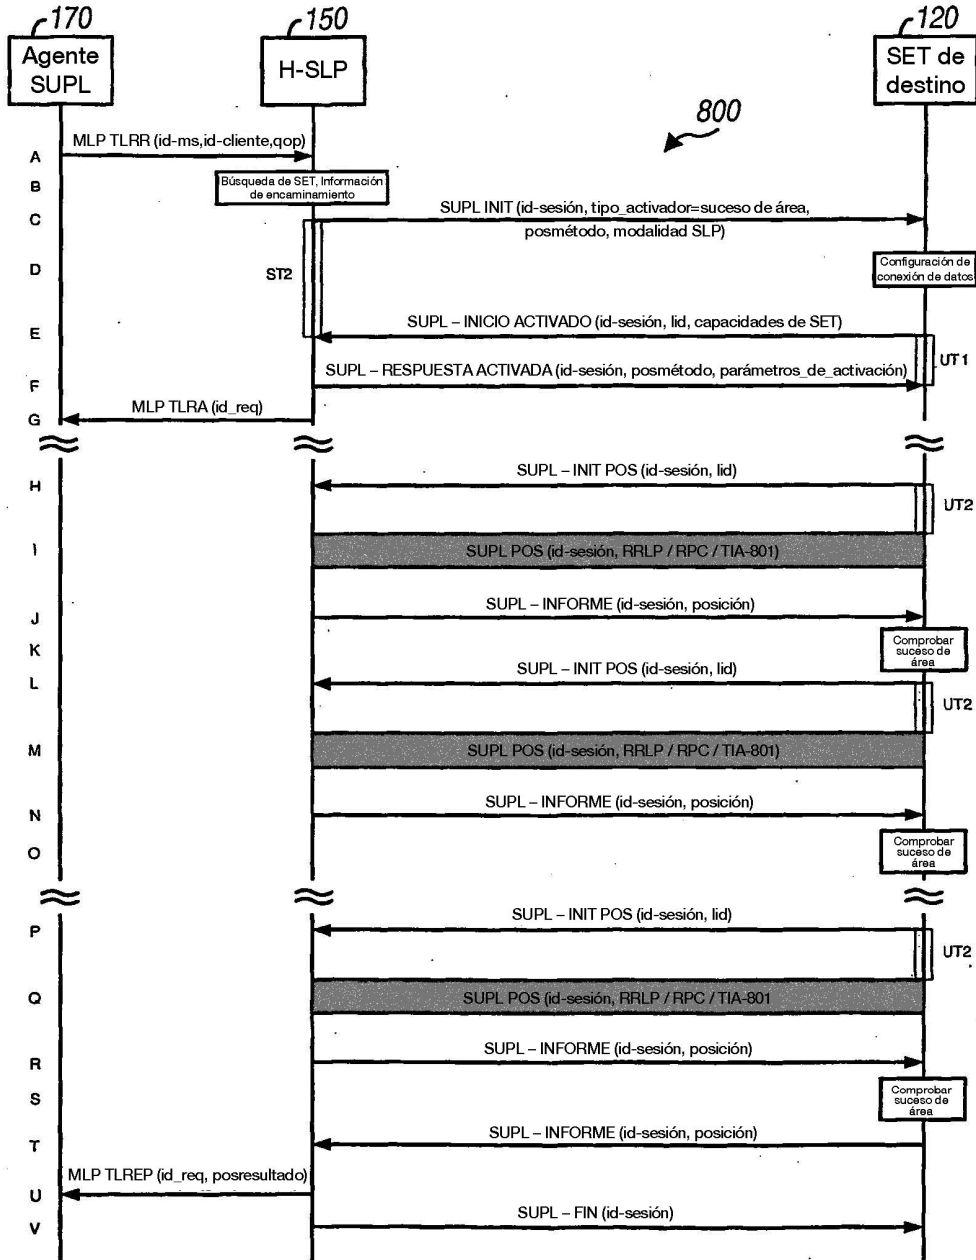 170
150
120
Agente
SUPL
H-SLP
SET de
destino
800
A
MLP TLRR (id-ms,id-cliente,qop)
B
Búsqueda de SET, Información
de encaminamiento
C
SUPL INIT (id-sesión, tipo_activador=suceso de área,
posmétodo, modalidad SLP)
D
ST2
Configuración de
conexión de datos
E
SUPL – INICIO ACTIVADO (id-sesión, lid, capacidades de SET)
UT1
F
SUPL – RESPUESTA ACTIVADA (id-sesión, posmétodo, parámetros_de_activación)
G
MLP TLRA (id_req)
H
SUPL – INIT POS (id-sesión, lid)
UT2
I
SUPL POS (id-sesión, RRLP / RPC / TIA-801)
J
SUPL – INFORME (id-sesión, posición)
K
Comprobar
suceso de
área
L
SUPL – INIT POS (id-sesión, lid)
UT2
M
SUPL POS (id-sesión, RRLP / RPC / TIA-801)
N
SUPL – INFORME (id-sesión, posición)
O
Comprobar
suceso de
área
P
SUPL – INIT POS (id-sesión, lid)
UT2
Q
SUPL POS (id-sesión, RRLP / RPC / TIA-801
R
SUPL – INFORME (id-sesión, posición)
S
Comprobar
suceso de
área
T
SUPL – INFORME (id-sesión, posición)
U
MLP TLREP (id_req, posresultado)
V
SUPL – FIN (id-sesión)